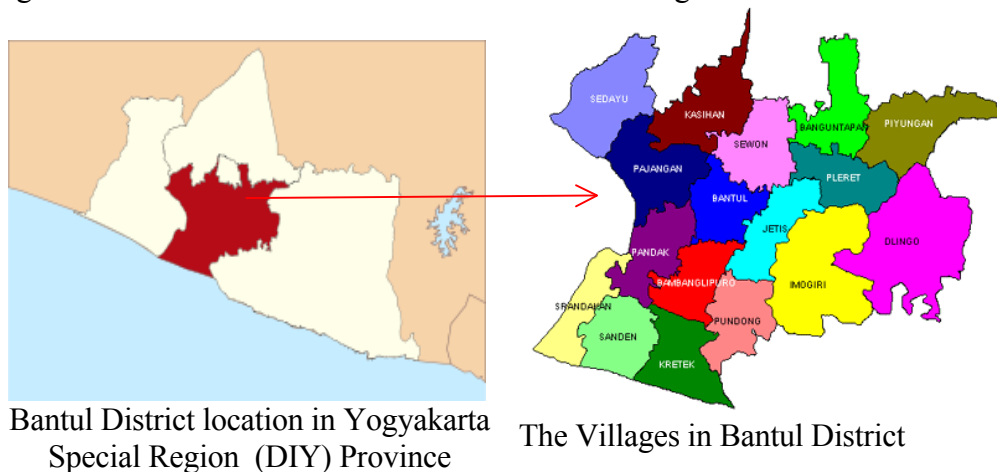 SEDAYU
KASIHAN
BANGUNTAPAN
PIYUNGAN
SEWON
PAJANGAN
PLERET
BANTUL
JETIS
DLINGO
PANDAK
BAMBANGLIPURO
IMOGIRI
SRANDAKAN
SANDEN
PUNDONG
KRETEK
Bantul District location in Yogyakarta
Special Region (DIY) Province
The Villages in Bantul District